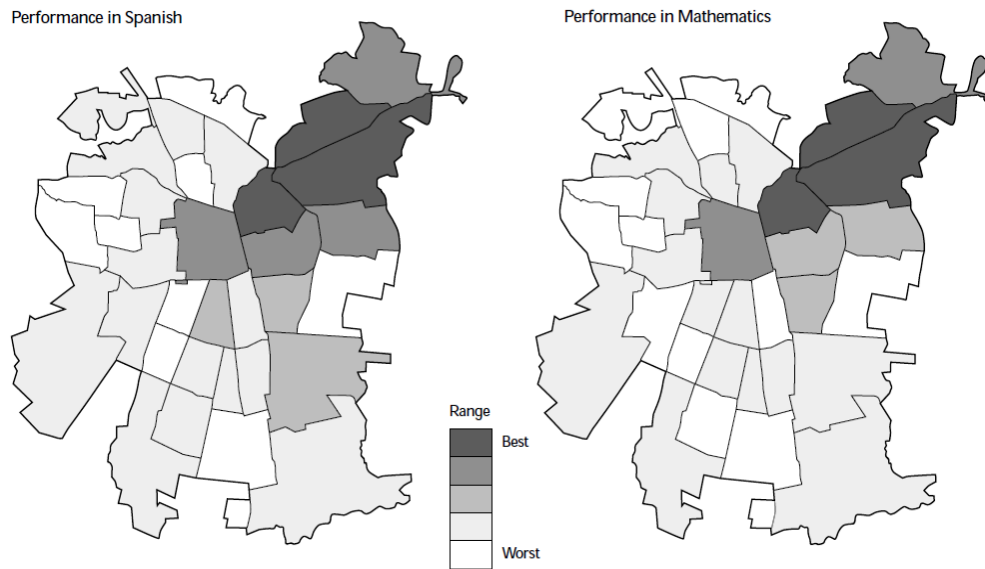 Performance in Spanish
Performance in Mathematics
Range
Best
Worst